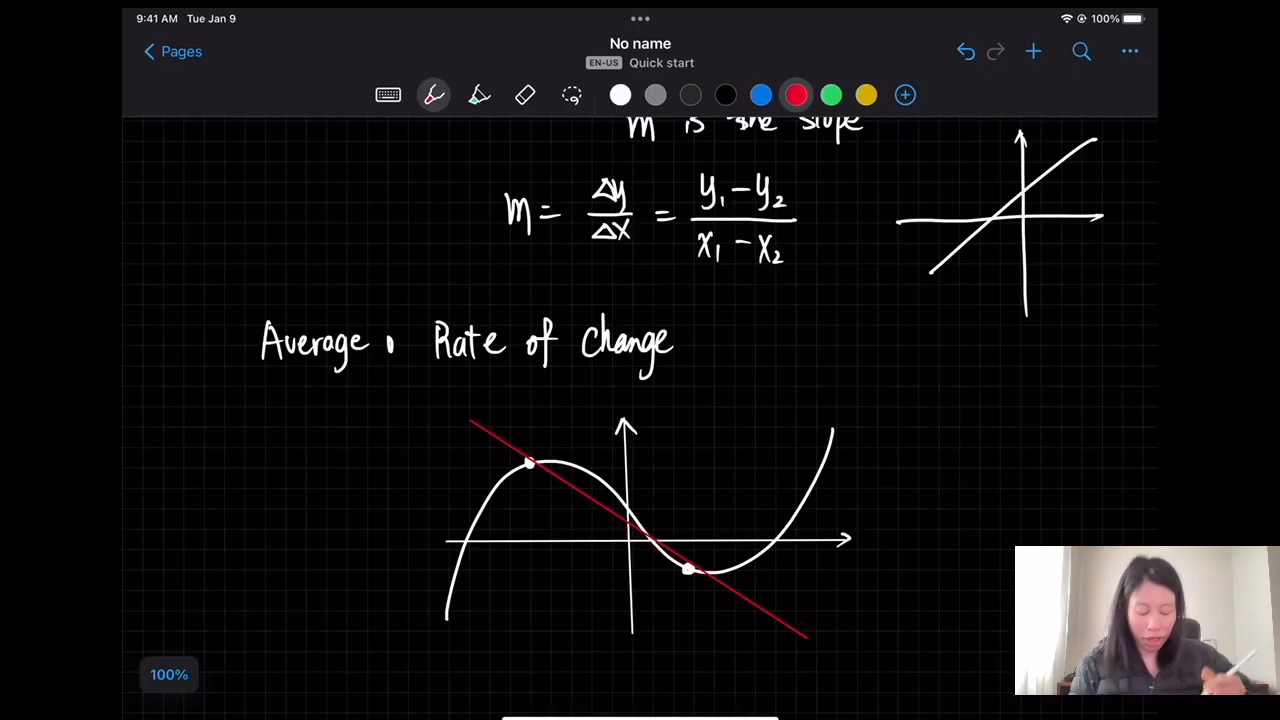 9:41 AM Tue Jan 9
100%
Pages
No name
EN-US Quick start
m is the slope
m = Δy/Δx = y₁-y₂/x₁-x₂
Average . Rate of change
100%